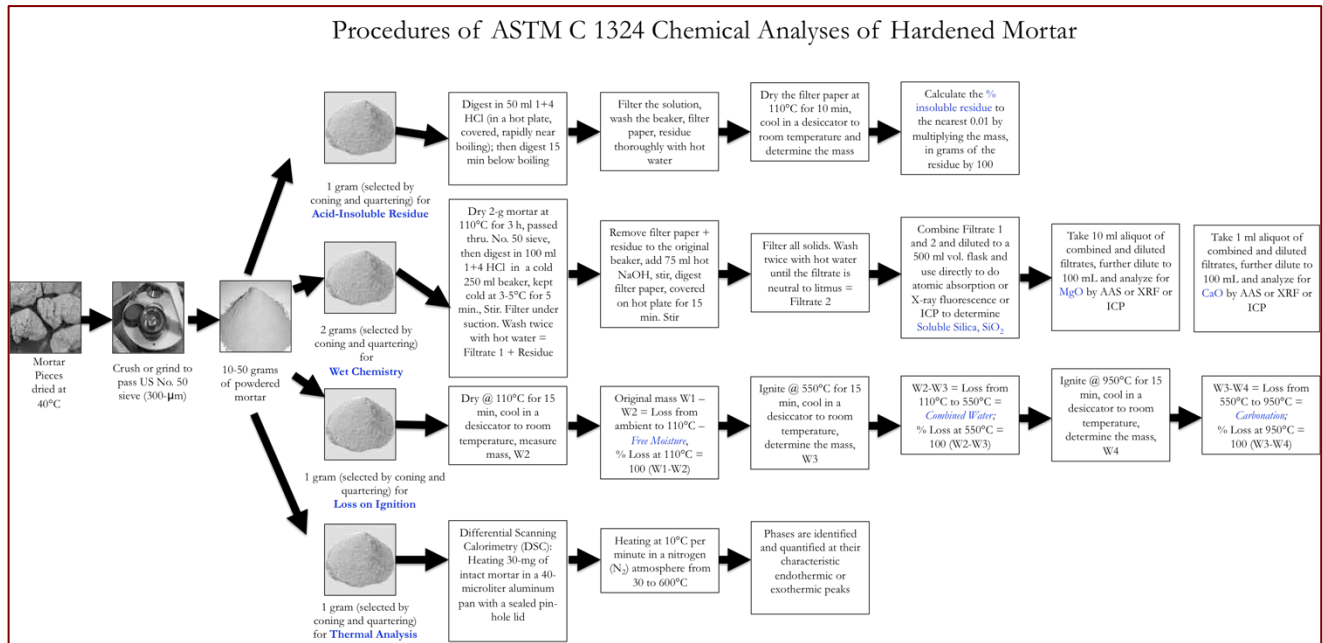 Procedures of ASTM C 1324 Chemical Analyses of Hardened Mortar
Mortar
Pieces
dried at
40°C
Crush or grind to
pass US No. 50
sieve (300-μm)
10-50 grams
of powdered
mortar
1 gram (selected by
coning and quartering) for
Acid-Insoluble Residue
Digest in 50 ml 1+4
HCl (in a hot plate,
covered, rapidly near
boiling); then digest 15
min below boiling
Filter the solution,
wash the beaker, filter
paper, residue
thoroughly with hot
water
Dry the filter paper at
110°C for 10 min,
cool in a desiccator to
room temperature and
determine the mass
Calculate the %
insoluble residue to
the nearest 0.01 by
multiplying the mass,
in grams of the
residue by 100
2 grams (selected by
coning and quartering)
for
Wet Chemistry
Dry 2-g mortar at
110°C for 3 h, passed
thru. No. 50 sieve,
then digest in 100 ml
1+4 HCl in a cold
250 ml beaker, kept
cold at 3-5°C for 5
min., Stir. Filter under
suction. Wash twice
with hot water =
Filtrate 1 + Residue
Remove filter paper +
residue to the original
beaker, add 75 ml hot
NaOH, stir, digest
filter paper, covered
on hot plate for 15
min. Stir
Filter all solids. Wash
twice with hot water
until the filtrate is
neutral to litmus =
Filtrate 2
Combine Filtrate 1
and 2 and diluted to a
500 ml vol. flask and
use directly to do
atomic absorption or
X-ray fluorescence or
ICP to determine
Soluble Silica, SiO₂
Take 10 ml aliquot of
combined and diluted
filtrates, further dilute to
100 mL and analyze for
MgO by AAS or XRF or
ICP
Take 1 ml aliquot of
combined and diluted
filtrates, further dilute to
100 mL and analyze for
CaO by AAS or XRF or
ICP
1 gram (selected by coning and
quartering) for
Loss on Ignition
Dry @ 110°C for 15
min, cool in a
desiccator to room
temperature, measure
mass, W2
Original mass W1 –
W2 = Loss from
ambient to 110°C –
Free Moisture,
% Loss at 110°C =
100 (W1-W2)
Ignite @ 550°C for 15
min, cool in a
desiccator to room
temperature,
determine the mass,
W3
W2-W3 = Loss from
110°C to 550°C =
Combined Water;
% Loss at 550°C =
100 (W2-W3)
Ignite @ 950°C for 15
min, cool in a
desiccator to room
temperature,
determine the mass,
W4
W3-W4 = Loss from
550°C to 950°C =
Carbonation;
% Loss at 950°C =
100 (W3-W4)
1 gram (selected by
coning and quartering)
for Thermal Analysis
Differential Scanning
Calorimetry (DSC):
Heating 30-mg of
intact mortar in a 40-
microliter aluminum
pan with a sealed pin-
hole lid
Heating at 10°C per
minute in a nitrogen
(N₂) atmosphere from
30 to 600°C
Phases are identified
and quantified at their
characteristic
endothermic or
exothermic peaks